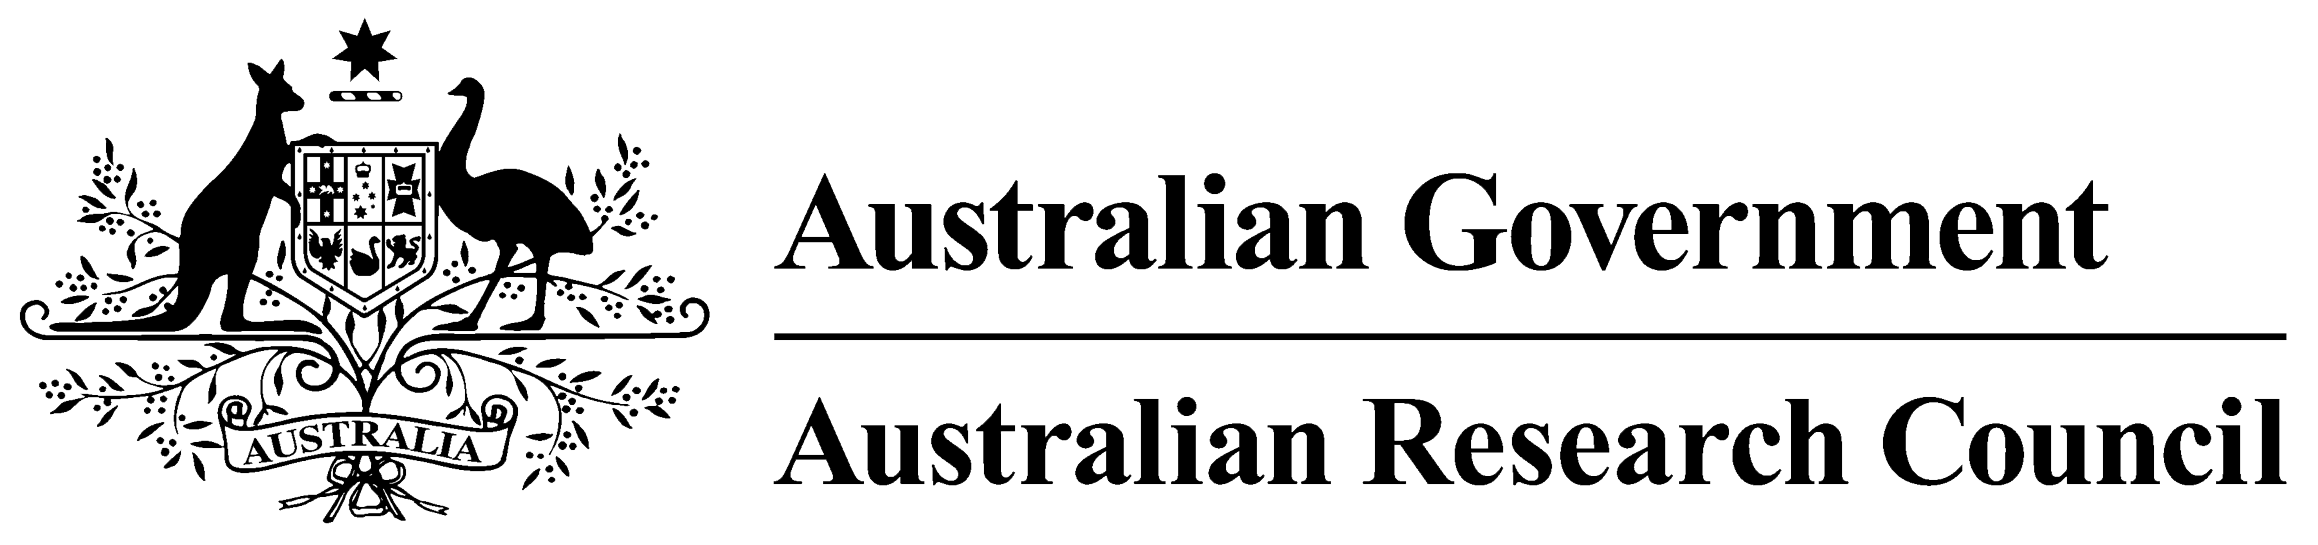 Australian Government
Australian Research Council
AUSTRALIA